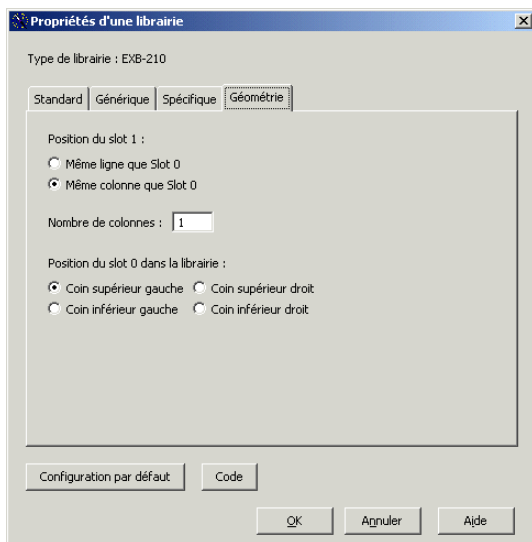 Propriétés d'une librairie
Type de librairie : EXB-210
Standard Générique Spécifique Géométrie
Position du slot 1 :
Même ligne que Slot 0
Même colonne que Slot 0
Nombre de colonnes : 1
Position du slot 0 dans la librairie :
Coin supérieur gauche Coin supérieur droit
Coin inférieur gauche Coin inférieur droit
Configuration par défaut Code
OK Annuler Aide